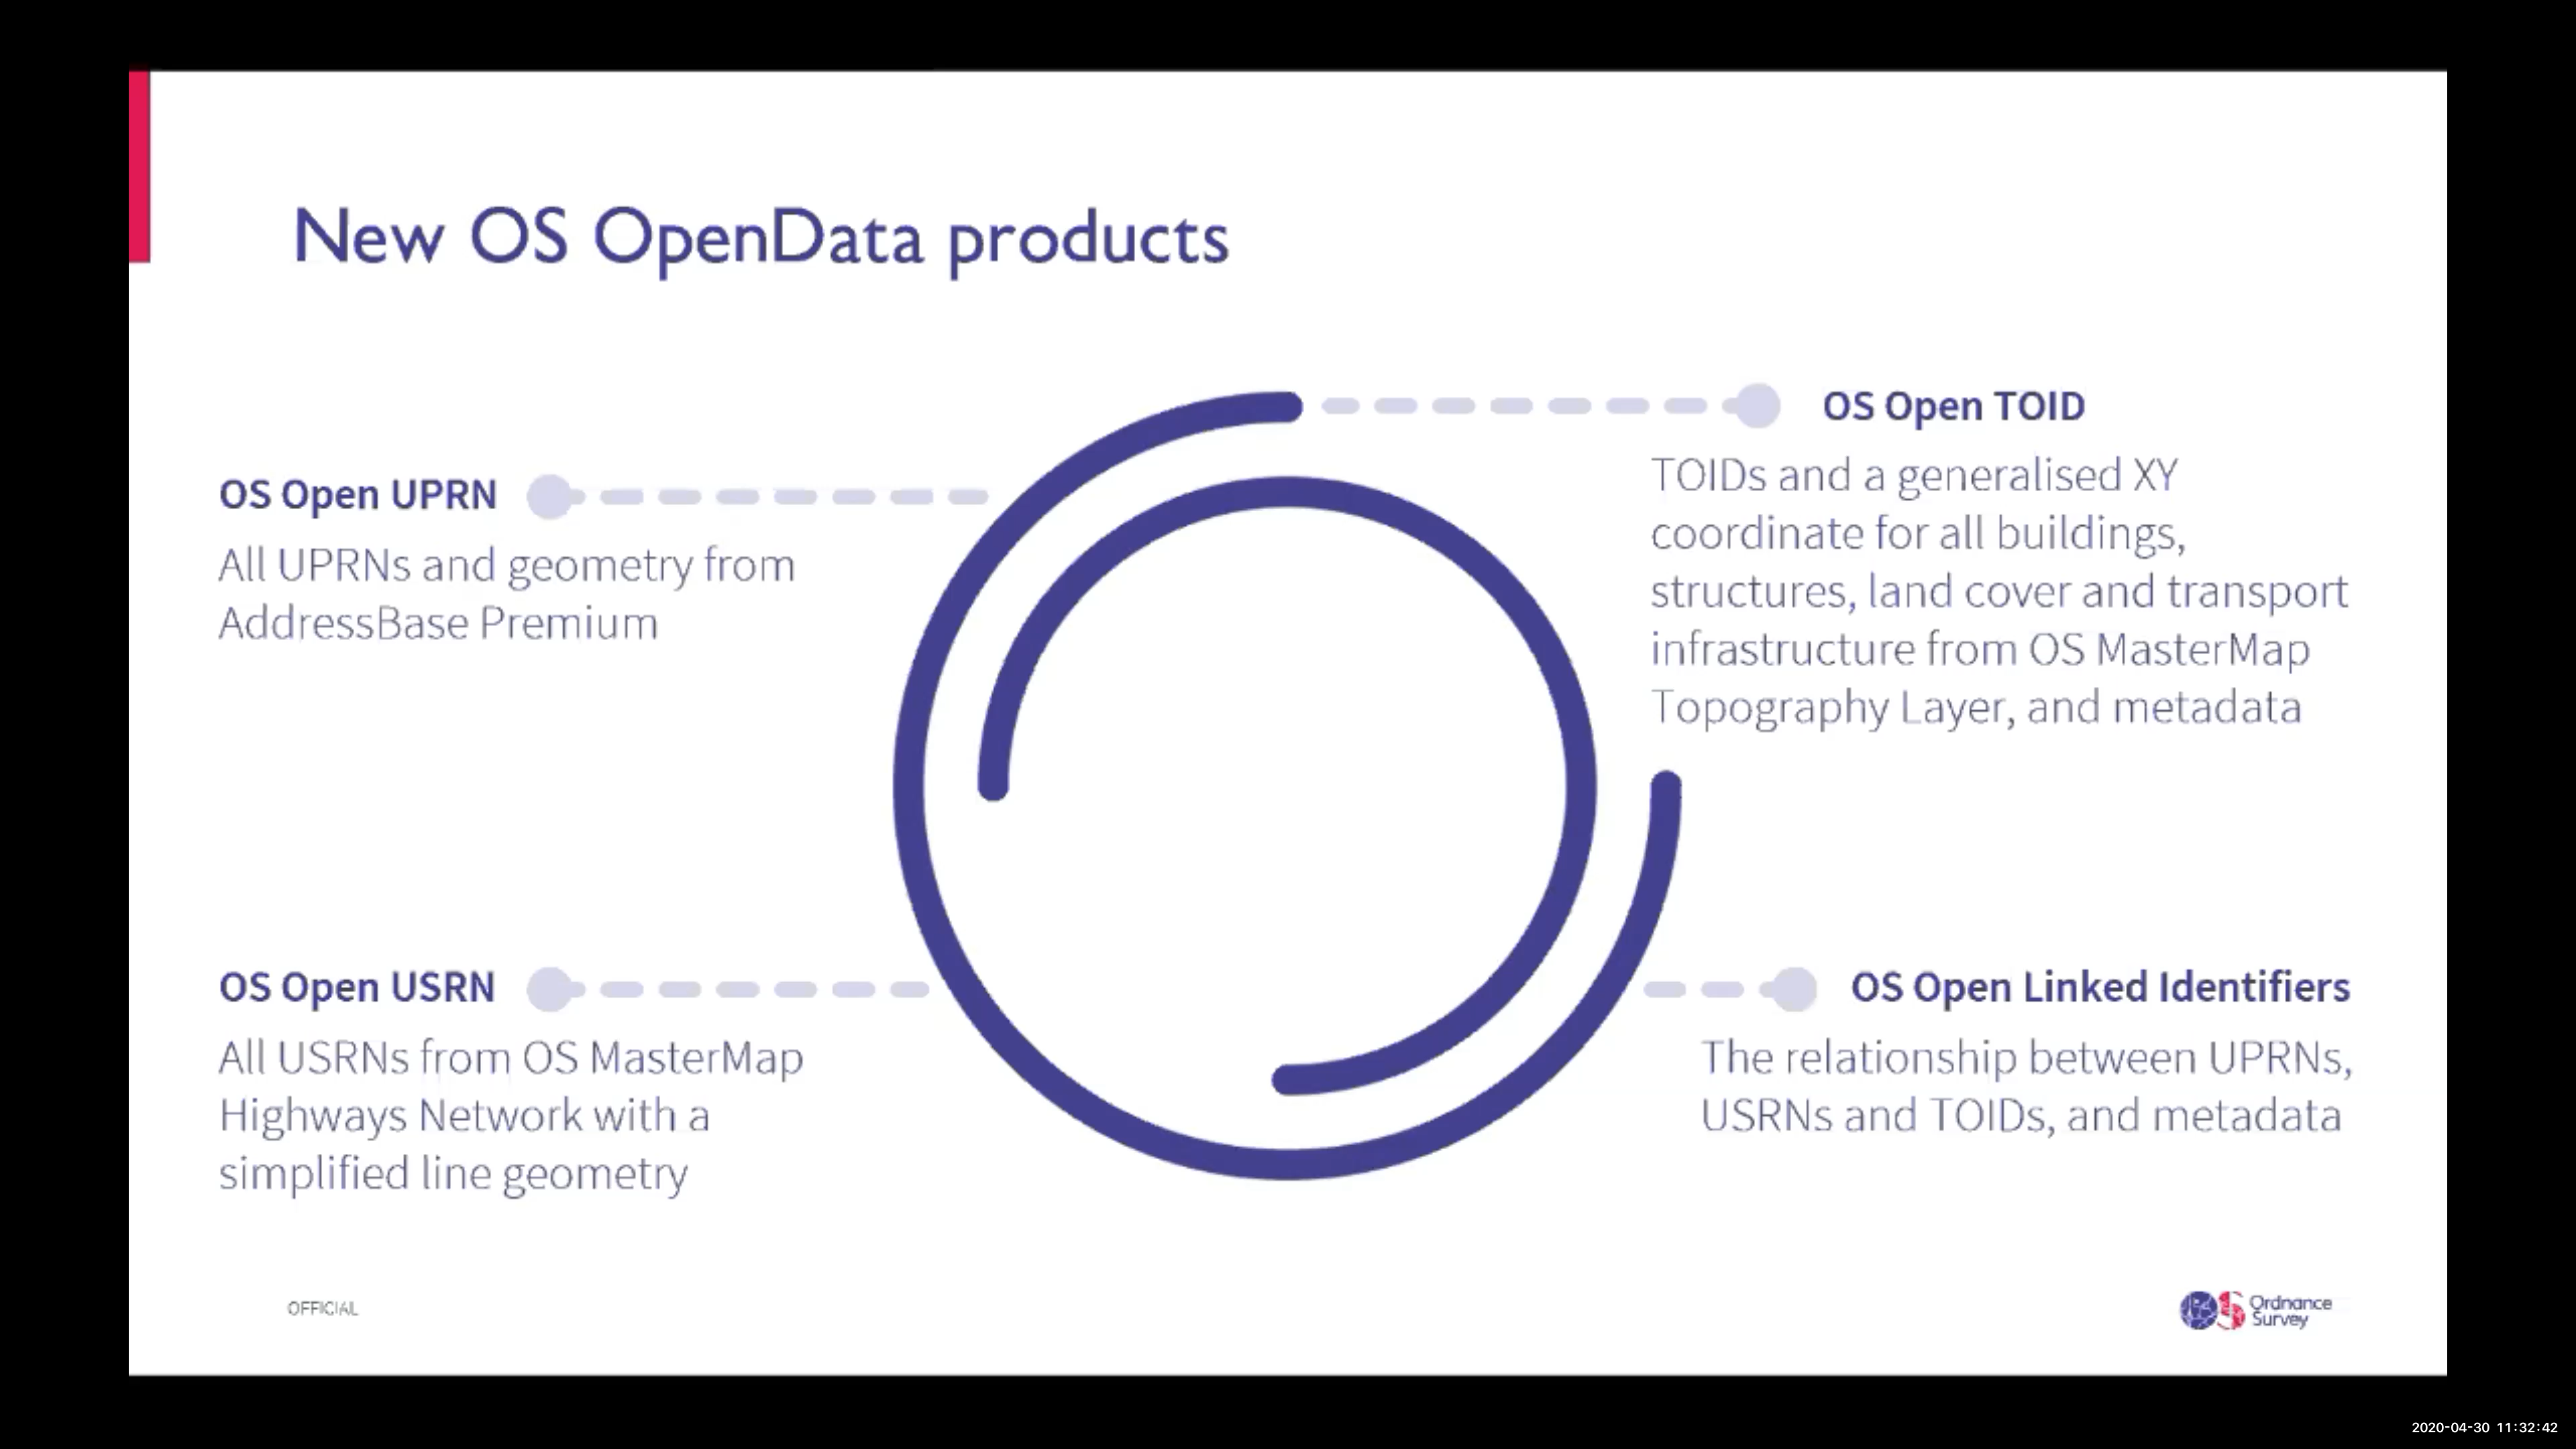 New OS OpenData products
OS Open UPRN
All UPRNs and geometry from
AddressBase Premium
OS Open USRN
All USRNs from OS MasterMap
Highways Network with a
simplified line geometry
OS Open TOID
TOIDs and a generalised XY
coordinate for all buildings,
structures, land cover and transport
infrastructure from OS MasterMap
Topography Layer, and metadata
OS Open Linked Identifiers
The relationship between UPRNs,
USRNs and TOIDs, and metadata
OFFICIAL
Ordnance
Survey
2020-04-30 11:32:42